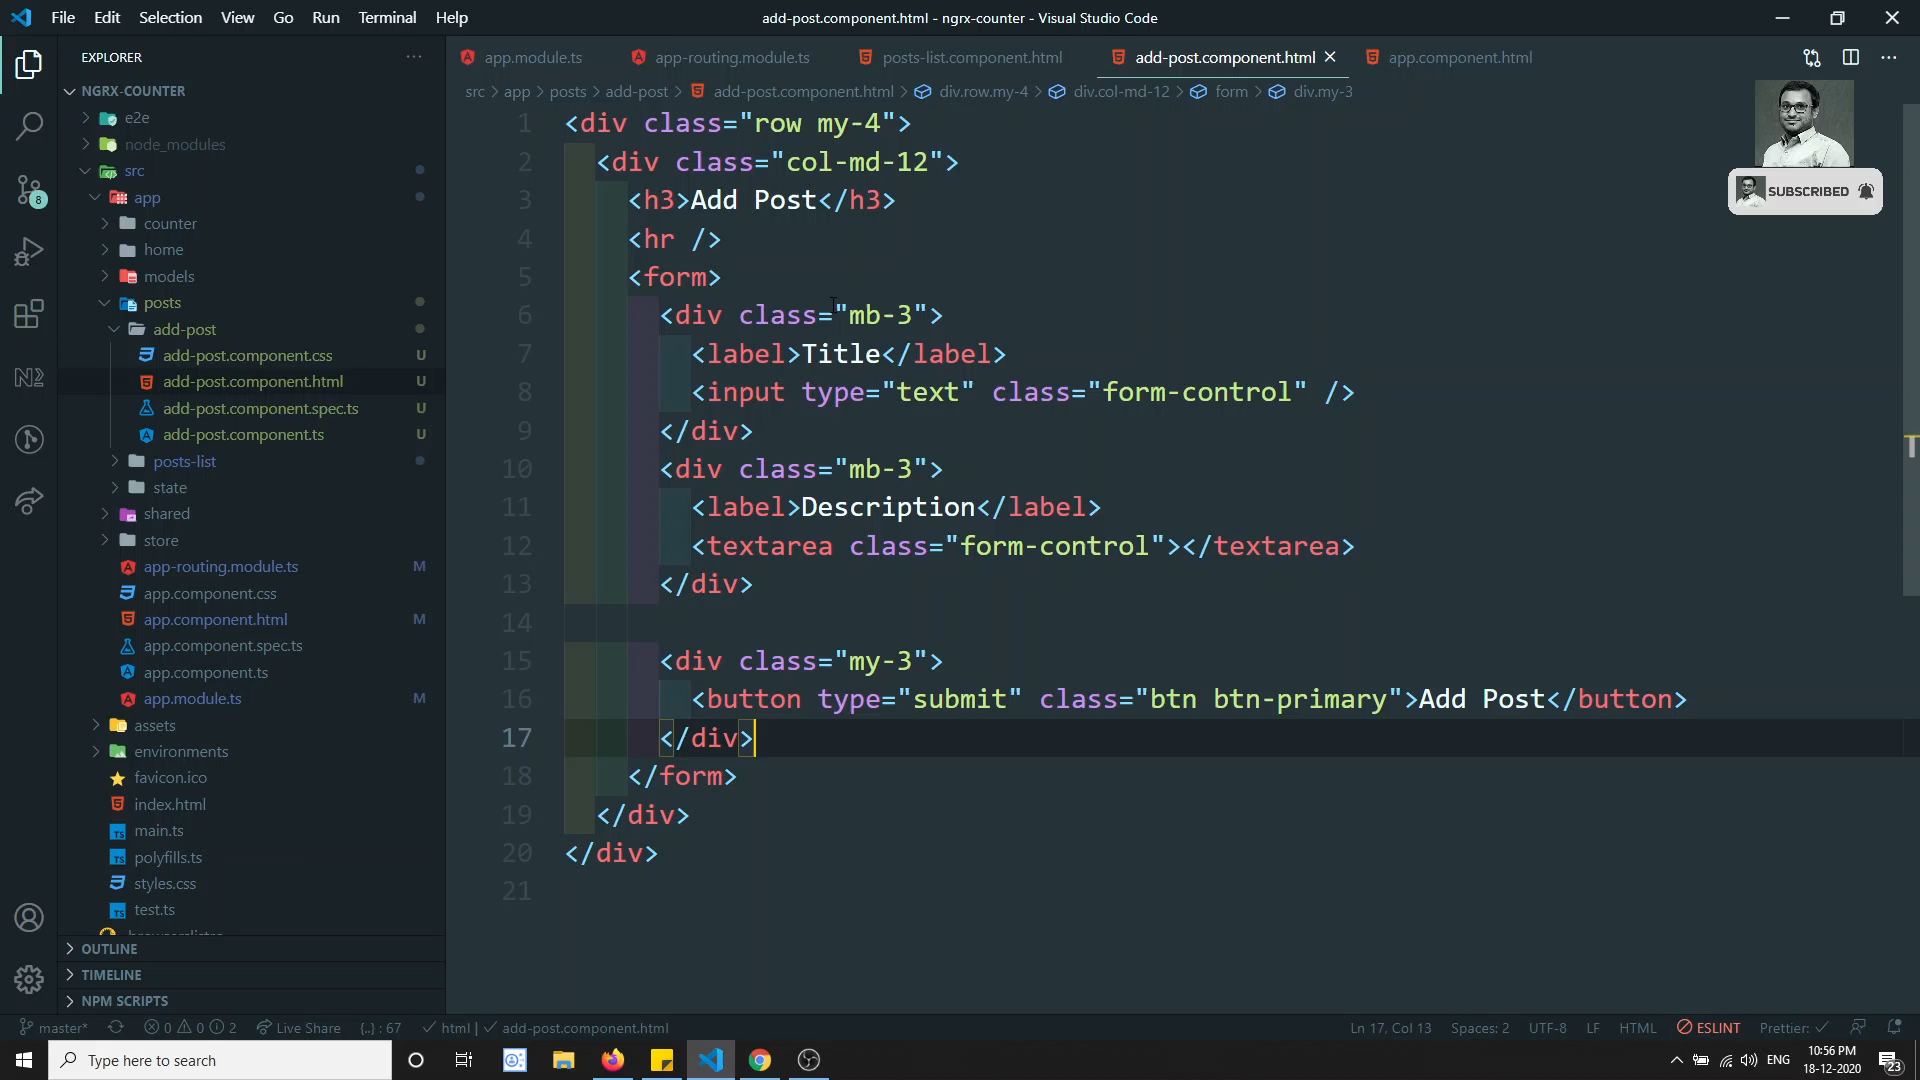 File Edit Selection View Go Run Terminal Help
add-post.component.html - ngrx-counter - Visual Studio Code
EXPLORER
app.module.ts
app-routing.module.ts
posts-list.component.html
add-post.component.html
app.component.html
NGRX-COUNTER
src > app > posts > add-post > add-post.component.html > div.row.my-4 > div.col-md-12 > form > div.my-3
e2e
node_modules
src
app
counter
home
models
posts
add-post
add-post.component.css U
add-post.component.html U
add-post.component.spec.ts U
add-post.component.ts U
posts-list
state
shared
store
app-routing.module.ts M
app.component.css
app.component.html M
app.component.spec.ts
app.component.ts
app.module.ts M
assets
environments
favicon.ico
index.html
main.ts
polyfills.ts
styles.css
test.ts
OUTLINE
TIMELINE
NPM SCRIPTS
8
1 <div class="row my-4">
2 <div class="col-md-12">
3 <h3>Add Post</h3>
4 <hr />
5 <form>
6 <div class="mb-3">
7 <label>Title</label>
8 <input type="text" class="form-control" />
9 </div>
10 <div class="mb-3">
11 <label>Description</label>
12 <textarea class="form-control"></textarea>
13 </div>
14
15 <div class="my-3">
16 <button type="submit" class="btn btn-primary">Add Post</button>
17 </div>
18 </form>
19 </div>
20 </div>
21
SUBSCRIBED
master* 0 0 2 Live Share {..} : 67 html | add-post.component.html
Ln 17, Col 13 Spaces: 2 UTF-8 LF HTML ESLINT Prettier:
Type here to search
ENG
10:56 PM
18-12-2020
23